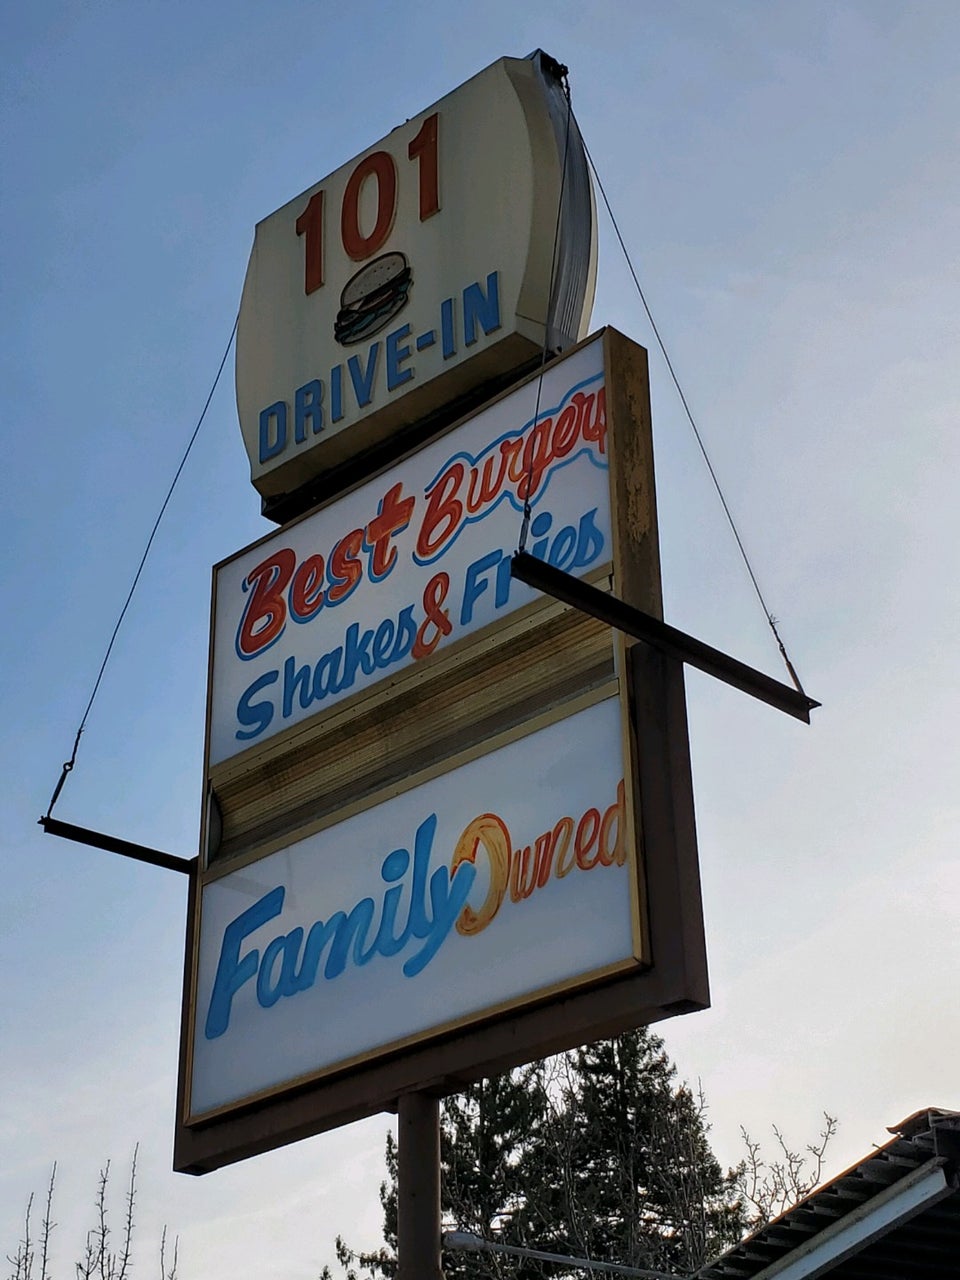 101
DRIVE-IN
Best Burgers
Shakes & Fries
Family Owned